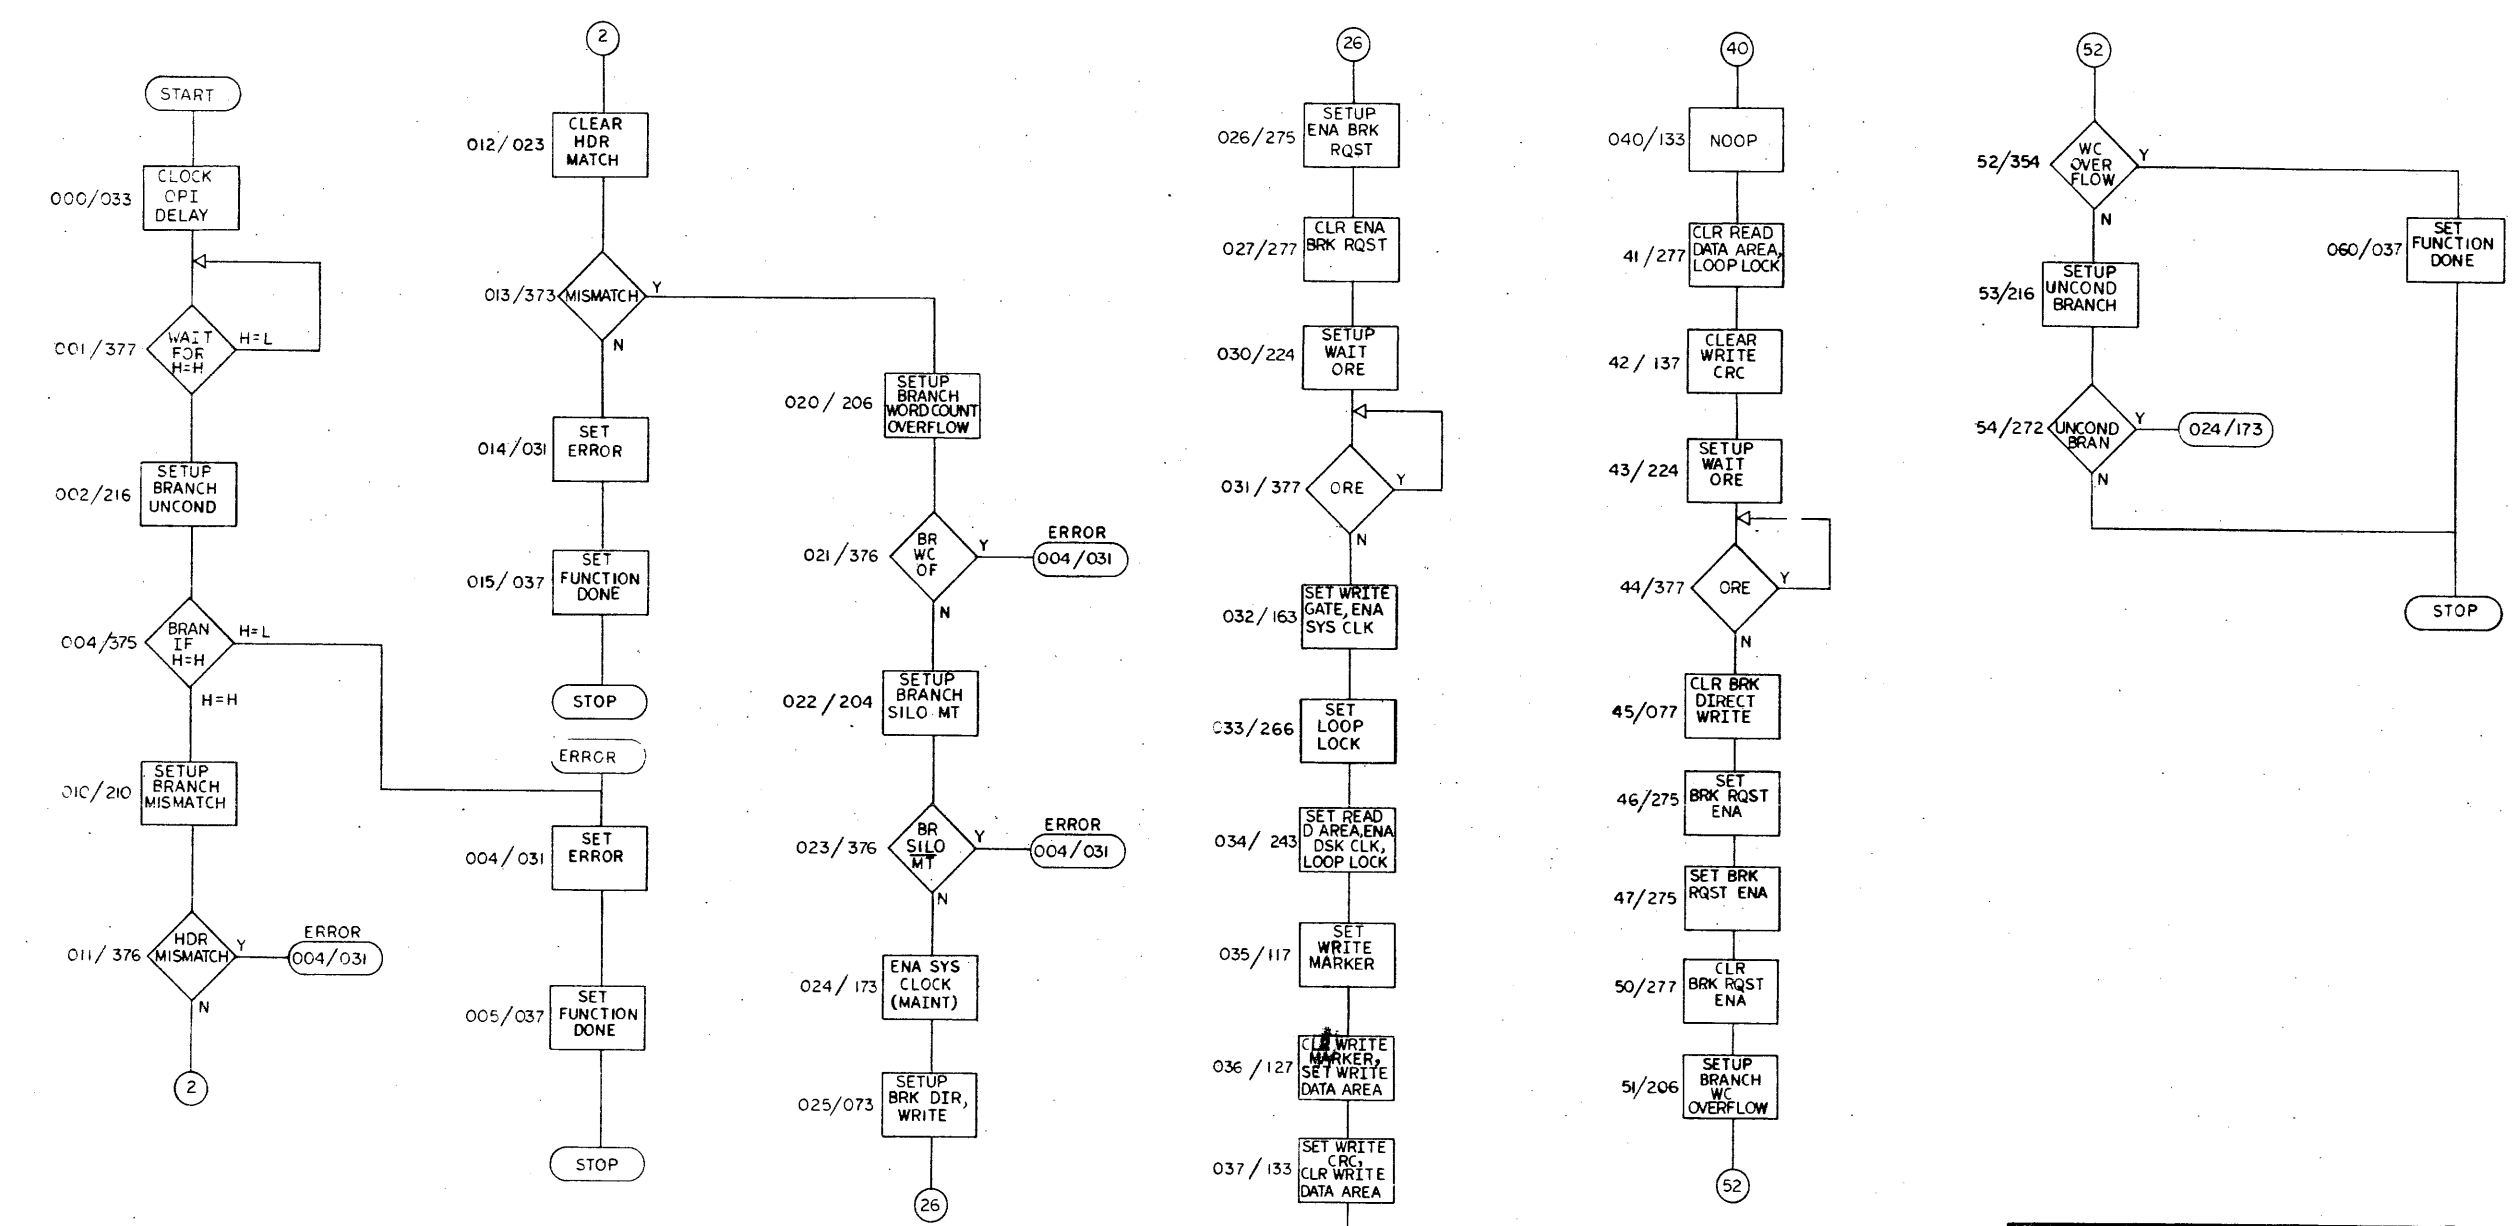 START
000/033
CLOCK
OPI
DELAY
001/377
WAIT
FOR
H=H
H=L
002/216
SETUP
BRANCH
UNCOND
004/375
BRAN
IF
H=H
H=L
H=H
010/210
SETUP
BRANCH
MISMATCH
011/376
HDR
MISMATCH
Y
ERROR
004/031
N
2
2
012/023
CLEAR
HDR
MATCH
013/373
MISMATCH
Y
N
014/031
SET
ERROR
015/037
SET
FUNCTION
DONE
STOP
ERROR
004/031
SET
ERROR
005/037
SET
FUNCTION
DONE
STOP
020/206
SETUP
BRANCH
WORD COUNT
OVERFLOW
021/376
BR
WC
OF
Y
ERROR
004/031
N
022/204
SETUP
BRANCH
SILO MT
023/376
BR
SILO
MT
Y
ERROR
004/031
N
024/173
ENA SYS
CLOCK
(MAINT)
025/073
SETUP
BRK DIR,
WRITE
26
26
026/275
SETUP
ENA BRK
RQST
027/277
CLR ENA
BRK RQST
030/224
SETUP
WAIT
ORE
031/377
ORE
Y
N
032/163
SET WRITE
GATE, ENA
SYS CLK
033/266
SET
LOOP
LOCK
034/243
SET READ
D AREA, ENA
DSK CLK,
LOOP LOCK
035/117
SET
WRITE
MARKER
036/127
CLR WRITE
MARKER,
SET WRITE
DATA AREA
037/133
SET WRITE
CRC,
CLR WRITE
DATA AREA
40
040/133
NOOP
41/277
CLR READ
DATA AREA,
LOOP LOCK
42/137
CLEAR
WRITE
CRC
43/224
SETUP
WAIT
ORE
44/377
ORE
Y
N
45/077
CLR BRK
DIRECT
WRITE
46/275
SET
BRK RQST
ENA
47/275
SET BRK
RQST ENA
50/277
CLR
BRK RQST
ENA
51/206
SETUP
BRANCH
WC
OVERFLOW
52
52
52/354
WC
OVER
FLOW
Y
N
53/216
SETUP
UNCOND
BRANCH
54/272
UNCOND
BRAN
Y
024/173
N
060/037
SET
FUNCTION
DONE
STOP